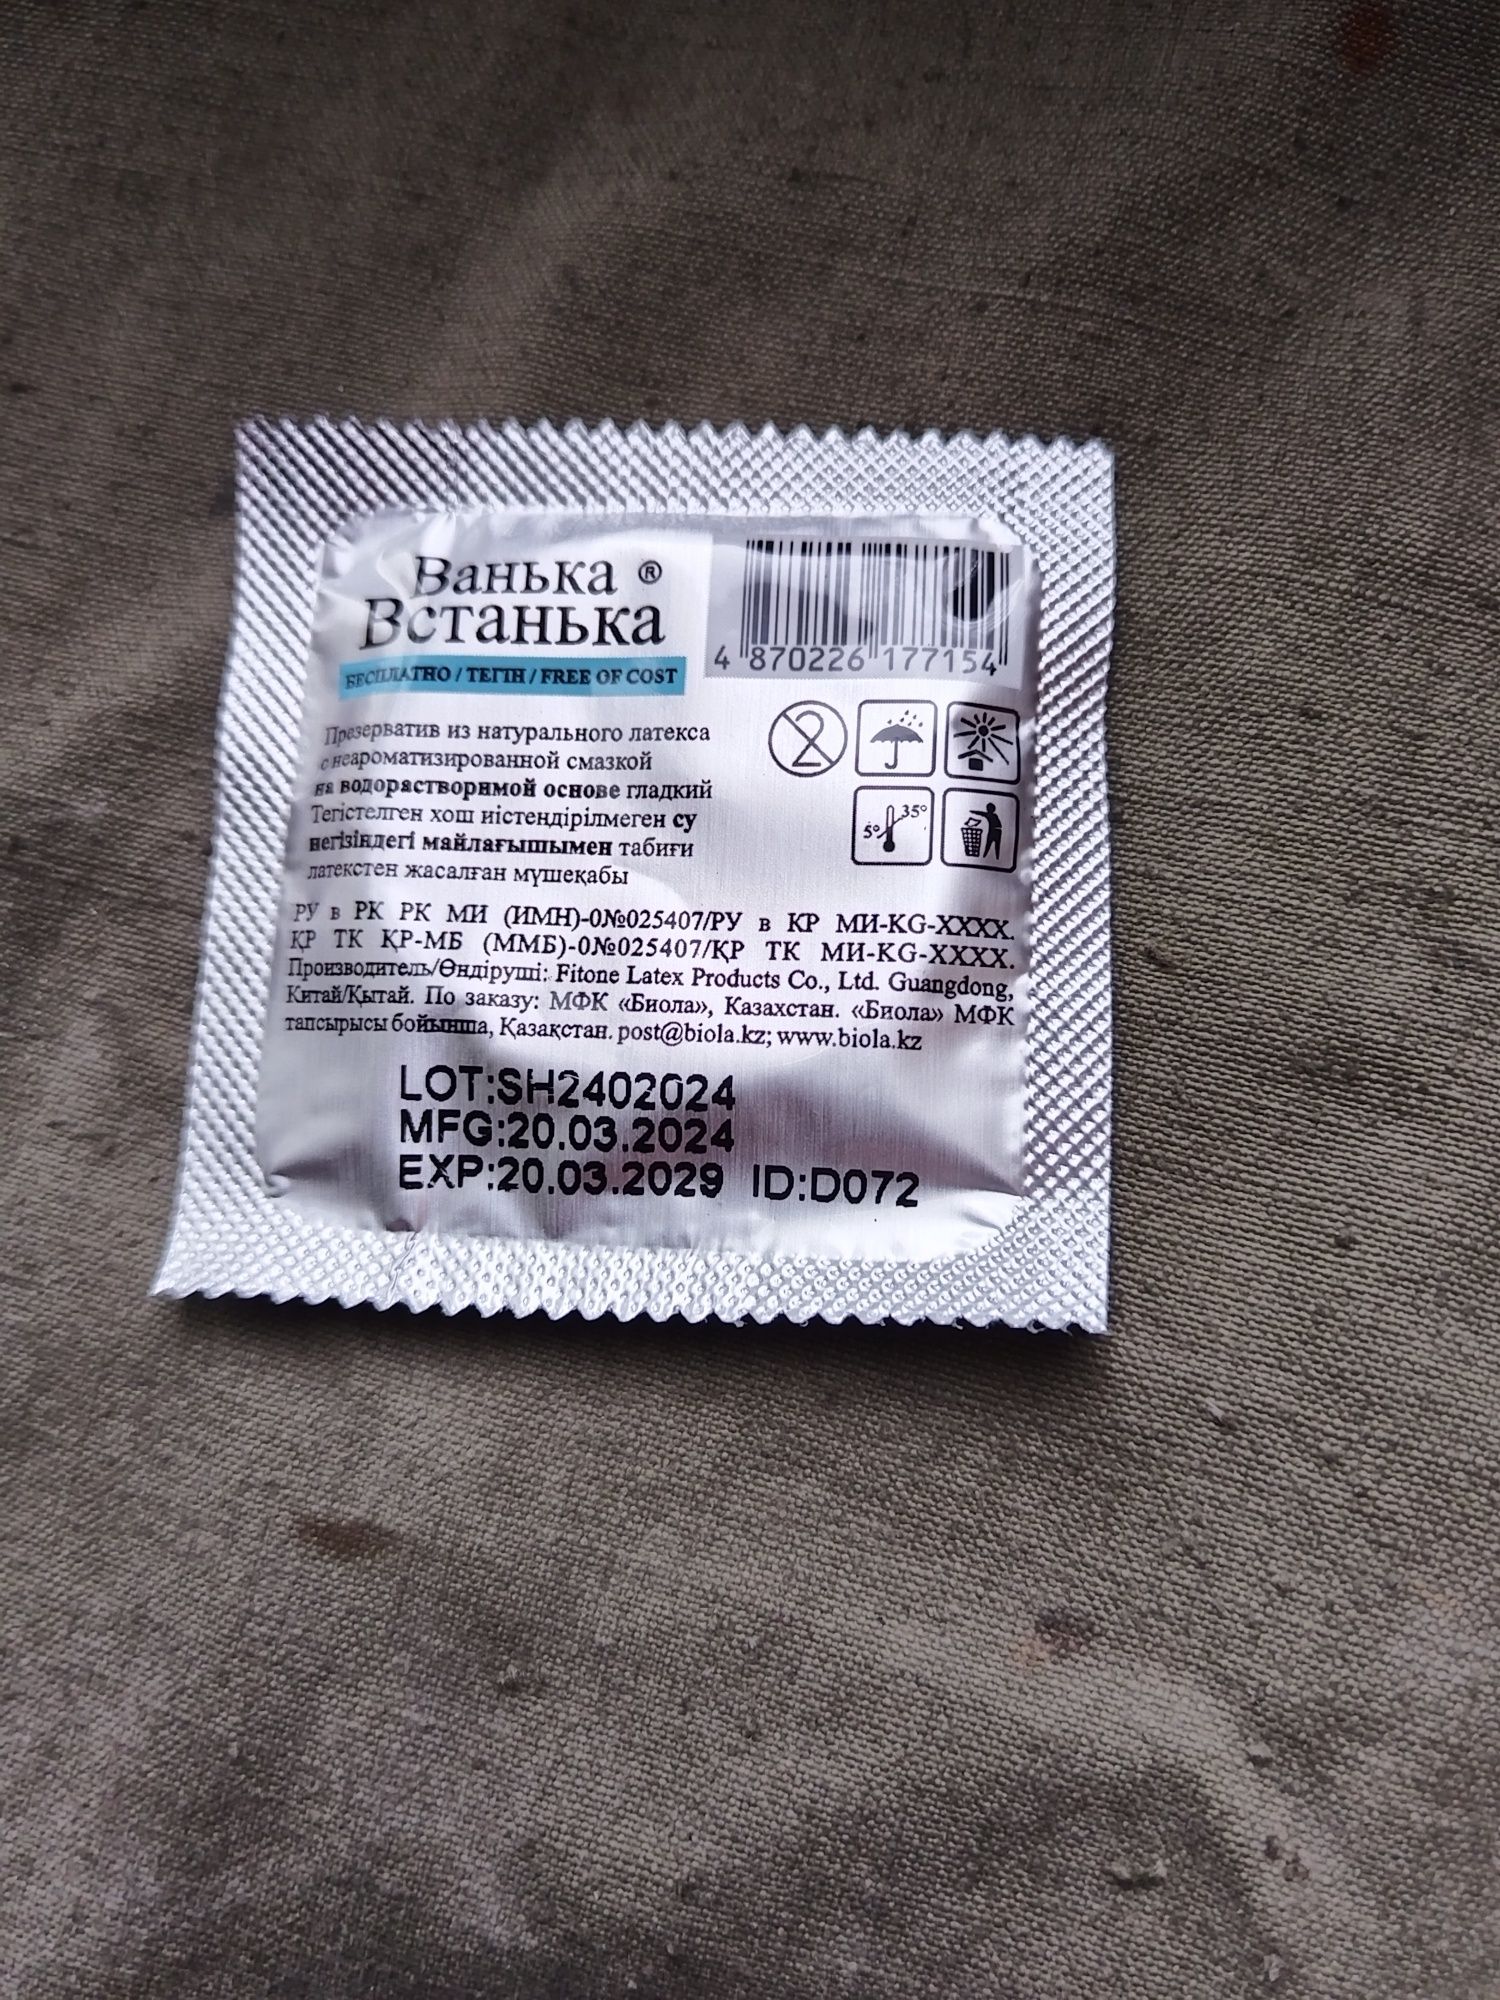 Ванька ®
Встанька
БЕСПЛАТНО / ТЕГІН / FREE OF COST
4 870226 177154
Презерватив из натурального латекса
с неароматизированной смазкой
на водорастворимой основе гладкий
Тегістелген хош иістендірілмеген су
негізіндегі майлағышымен табиғи
латекстен жасалған мүшеқабы
2
5° 35°
РУ в РК РК МИ (ИМН)-0№025407/РУ в КР МИ-KG-XXXX.
ҚР ТК ҚР-МБ (ММБ)-0№025407/ҚР ТК МИ-KG-XXXX.
Производитель/Өндіруші: Fitone Latex Products Co., Ltd. Guangdong,
Китай/Қытай. По заказу: МФК «Биола», Казахстан. «Биола» МФК
тапсырысы бойынша, Қазақстан. post@biola.kz; www.biola.kz
LOT:SH2402024
MFG:20.03.2024
EXP:20.03.2029 ID:D072